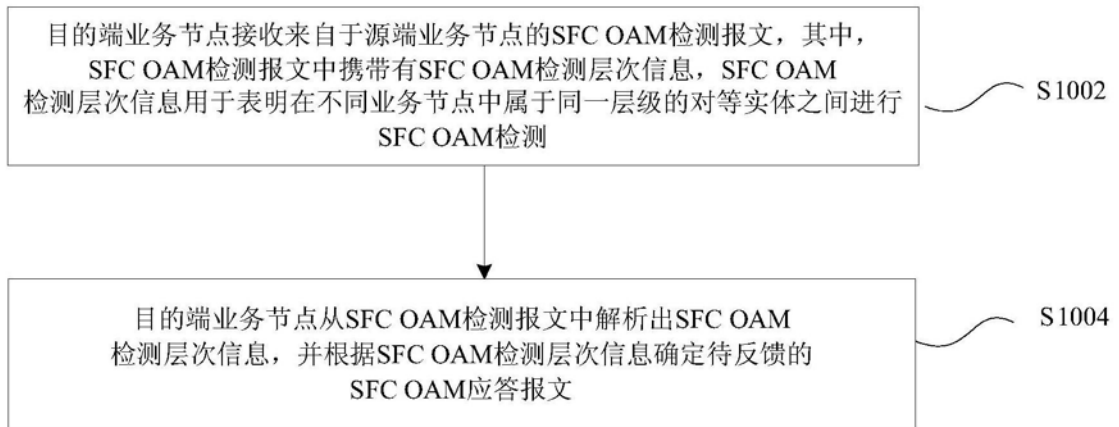 目的端业务节点接收来自于源端业务节点的SFC OAM检测报文，其中，
SFC OAM检测报文中携带有SFC OAM检测层次信息，SFC OAM
检测层次信息用于表明在不同业务节点中属于同一层级的对等实体之间进行
SFC OAM检测
S1002
目的端业务节点从SFC OAM检测报文中解析出SFC OAM
检测层次信息，并根据SFC OAM检测层次信息确定待反馈的
SFC OAM应答报文
S1004